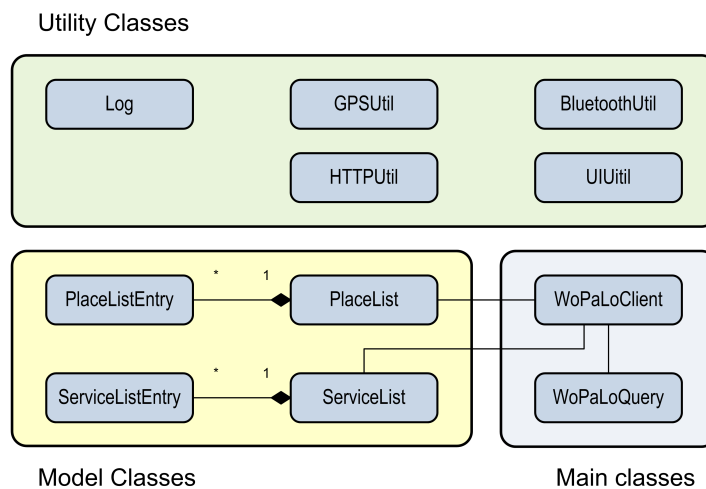 Utility Classes
Log
GPSUtil
BluetoothUtil
HTTPUtil
UIUitil
* 1
PlaceListEntry
PlaceList
WoPaLoClient
* 1
ServiceListEntry
ServiceList
WoPaLoQuery
Model Classes
Main classes